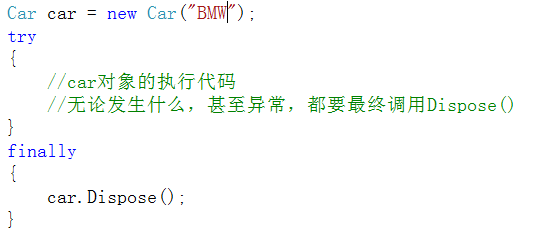 Car car = new Car("BMW");
try
{
//car对象的执行代码
//无论发生什么，甚至异常，都要最终调用Dispose()
}
finally
{
car.Dispose();
}